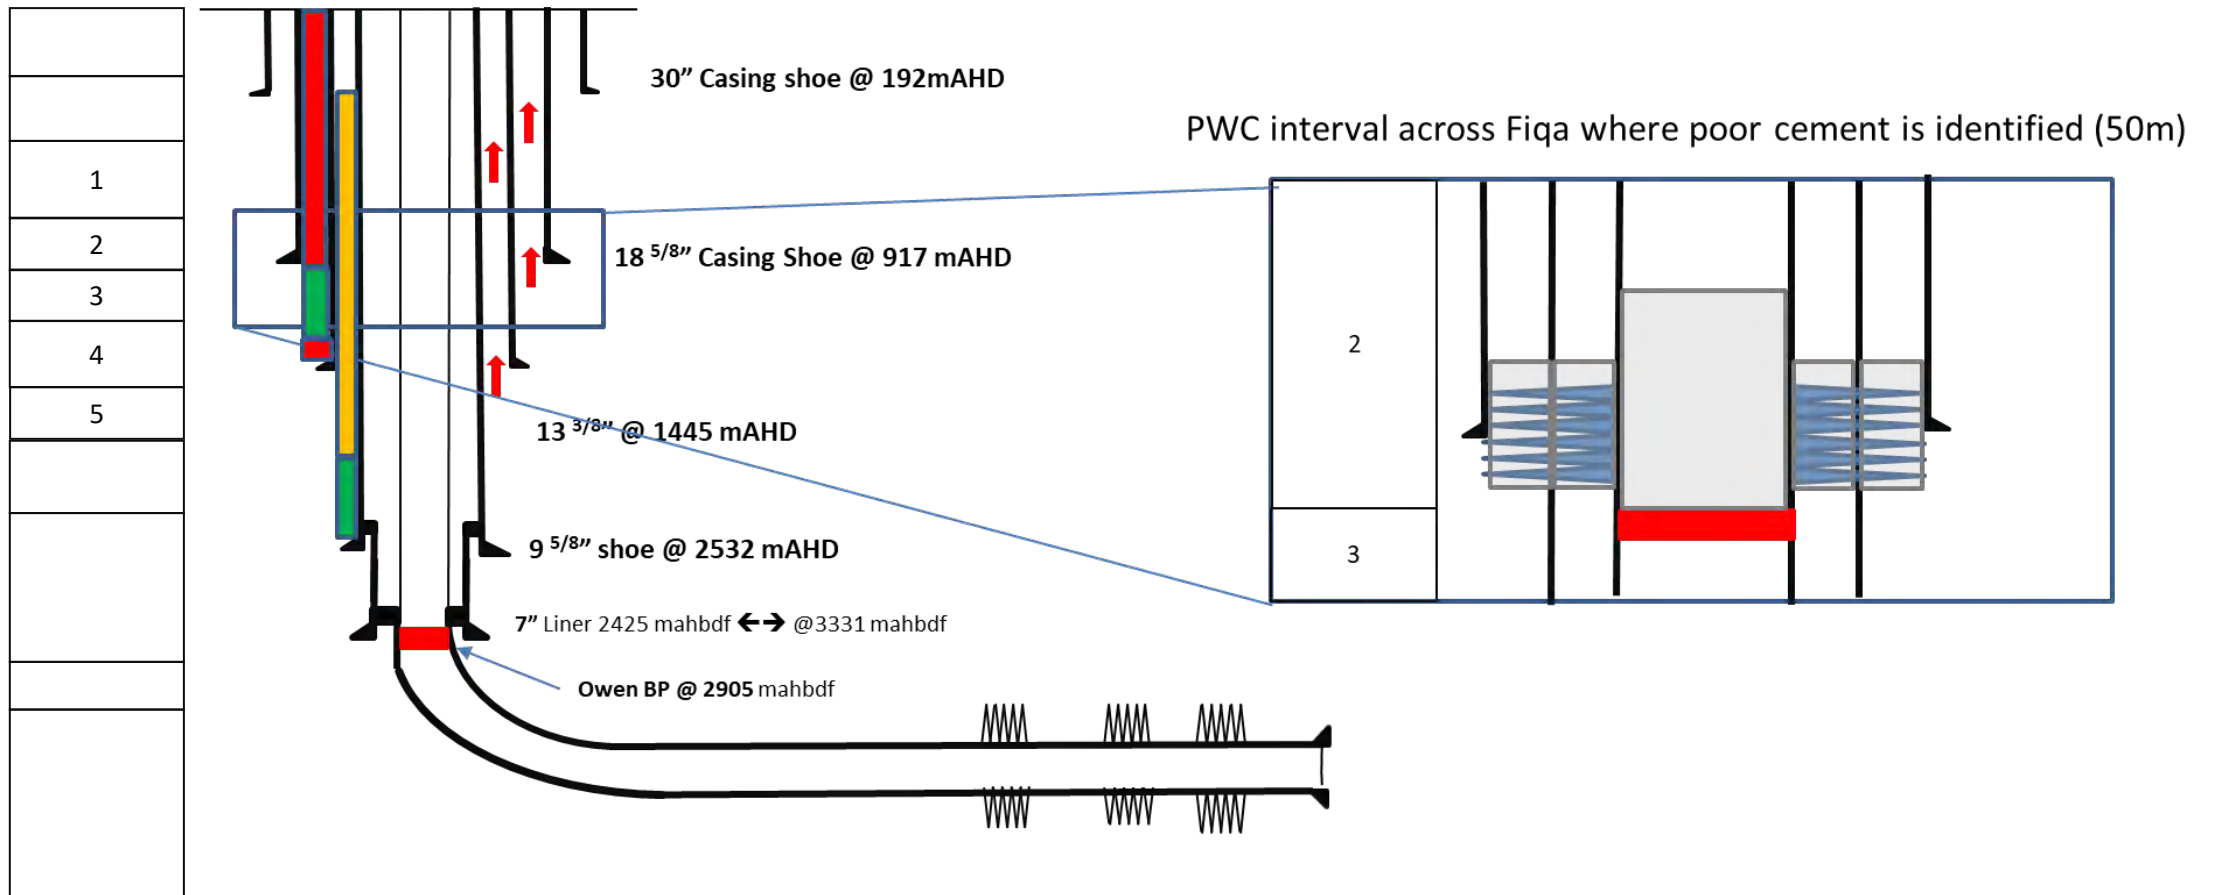 30” Casing shoe @ 192mAHD
PWC interval across Fiqa where poor cement is identified (50m)
1
2
18 5/8” Casing Shoe @ 917 mAHD
3
4
5
13 3/8” @ 1445 mAHD
9 5/8” shoe @ 2532 mAHD
7” Liner 2425 mahbdf 🡸🡺 @3331 mahbdf
Owen BP @ 2905 mahbdf
2
3